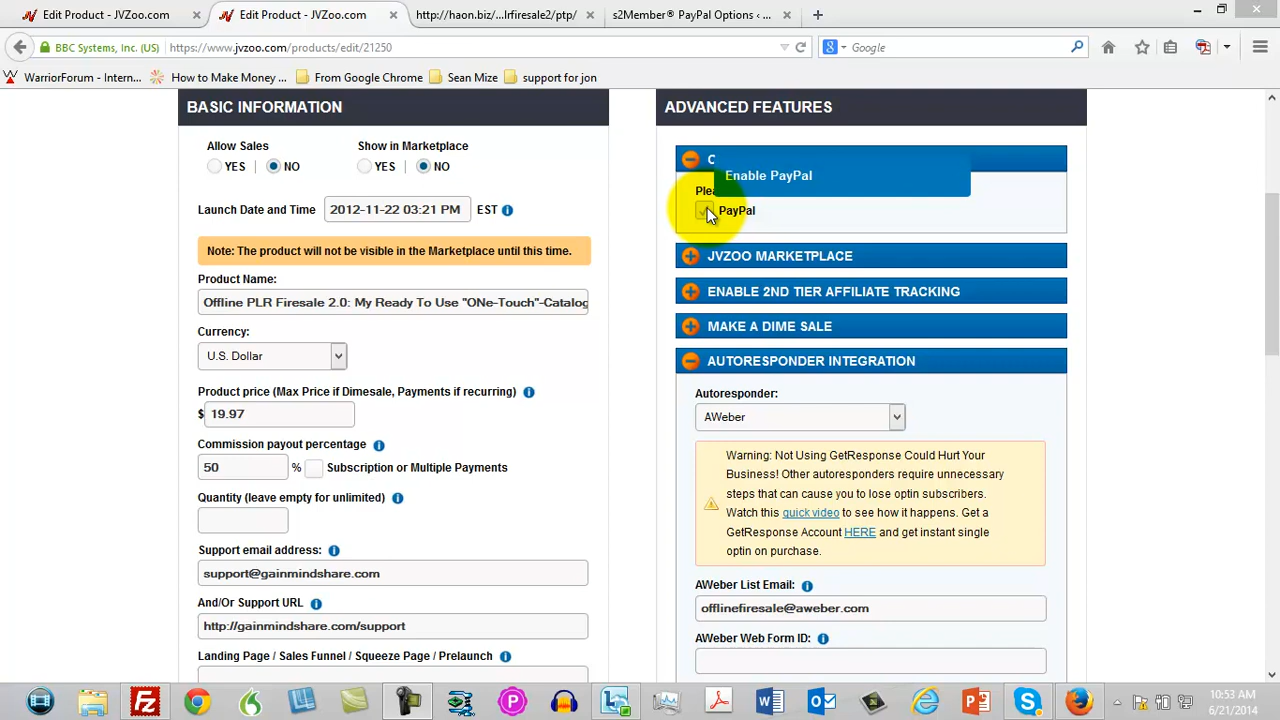 Edit Product - JVZoo.com ×
Edit Product - JVZoo.com ×
http://haon.biz/...lrfiresale2/ptp/ ×
s2Member® PayPal Options ‹ ... ×
BBC Systems, Inc. (US)
https://www.jvzoo.com/products/edit/21250
Google
WarriorForum - Intern...
How to Make Money ...
From Google Chrome
Sean Mize
support for jon
BASIC INFORMATION
Allow Sales
Show in Marketplace
YES | NO
YES | NO
Launch Date and Time
2012-11-22 03:21 PM
EST
Note: The product will not be visible in the Marketplace until this time.
Product Name:
Offline PLR Firesale 2.0: My Ready To Use "ONe-Touch"-Catalog
Currency:
U.S. Dollar
Product price (Max Price if Dimesale, Payments if recurring)
$ 19.97
Commission payout percentage
50 % Subscription or Multiple Payments
Quantity (leave empty for unlimited)
Support email address:
support@gainmindshare.com
And/Or Support URL
http://gainmindshare.com/support
Landing Page / Sales Funnel / Squeeze Page / Prelaunch
ADVANCED FEATURES
Enable PayPal
PayPal
JVZOO MARKETPLACE
ENABLE 2ND TIER AFFILIATE TRACKING
MAKE A DIME SALE
AUTORESPONDER INTEGRATION
Autoresponder:
AWeber
Warning: Not Using GetResponse Could Hurt Your
Business! Other autoresponders require unnecessary
steps that can cause you to lose optin subscribers.
Watch this quick video to see how it happens. Get a
GetResponse Account HERE and get instant single
optin on purchase.
AWeber List Email:
offlinefiresale@aweber.com
AWeber Web Form ID:
10:53 AM
6/21/2014